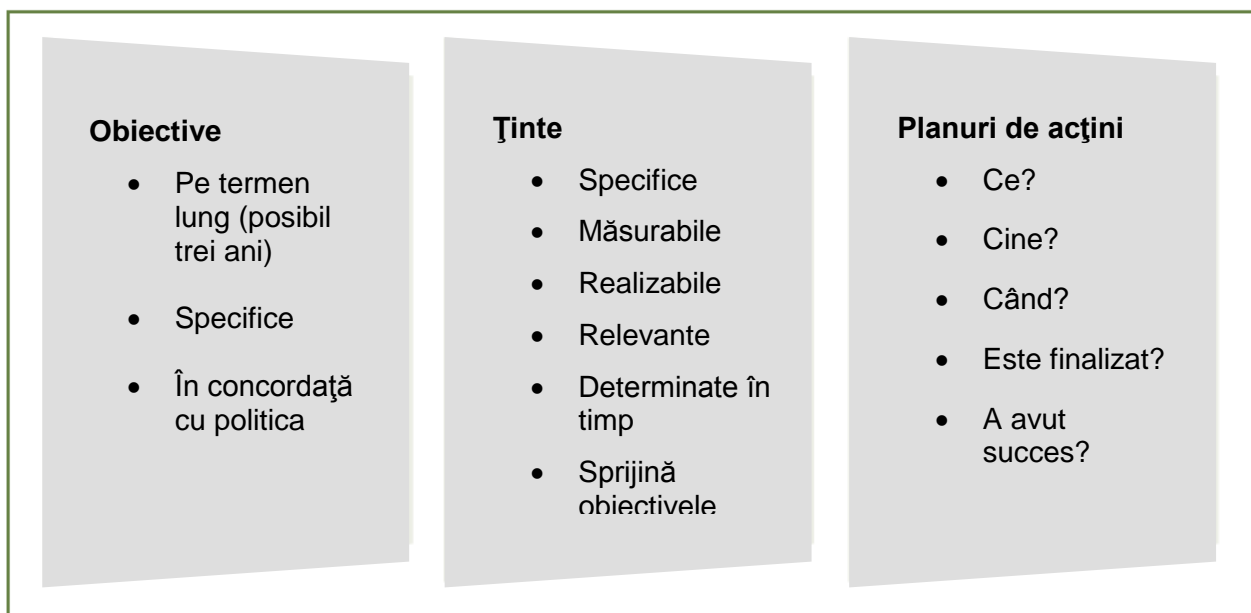 Obiective
• Pe termen
lung (posibil
trei ani)
• Specifice
• În concordaţă
cu politica
Ţinte
• Specifice
• Măsurabile
• Realizabile
• Relevante
• Determinate în
timp
• Sprijină
obiectivele
Planuri de acţini
• Ce?
• Cine?
• Când?
• Este finalizat?
• A avut
succes?